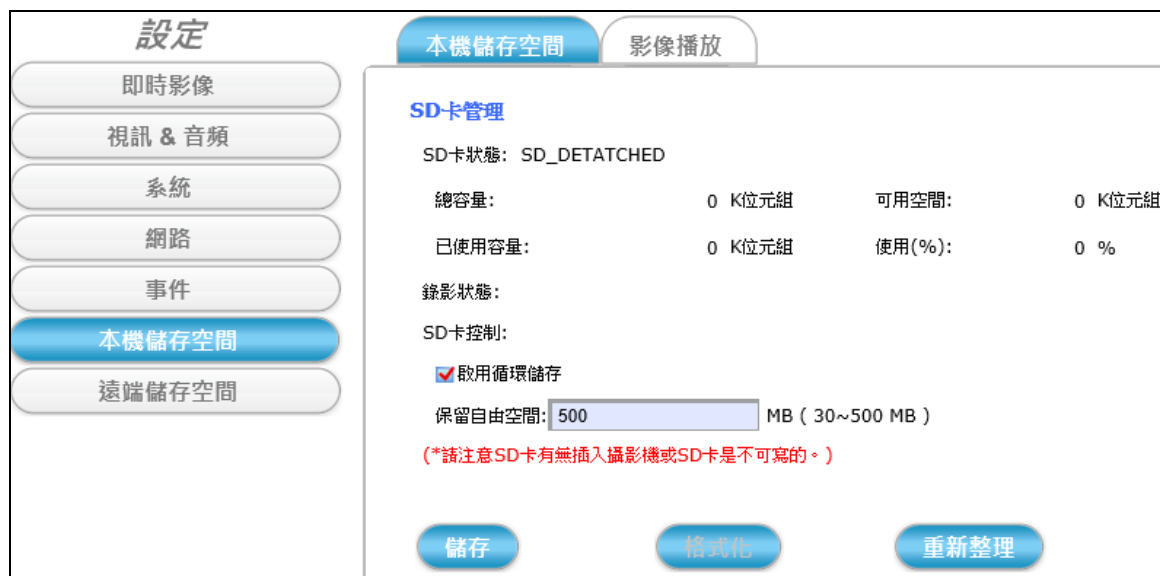 設定
即時影像
視訊 & 音頻
系統
網路
事件
本機儲存空間
遠端儲存空間
本機儲存空間 影像播放
SD卡管理
SD卡狀態: SD_DETATCHED
總容量: 0 K位元組 可用空間: 0 K位元組
已使用容量: 0 K位元組 使用(%): 0 %
錄影狀態:
SD卡控制:
啟用循環儲存
保留自由空間: 500 MB ( 30~500 MB )
(*請注意SD卡有無插入攝影機或SD卡是不可寫的。)
儲存 格式化 重新整理